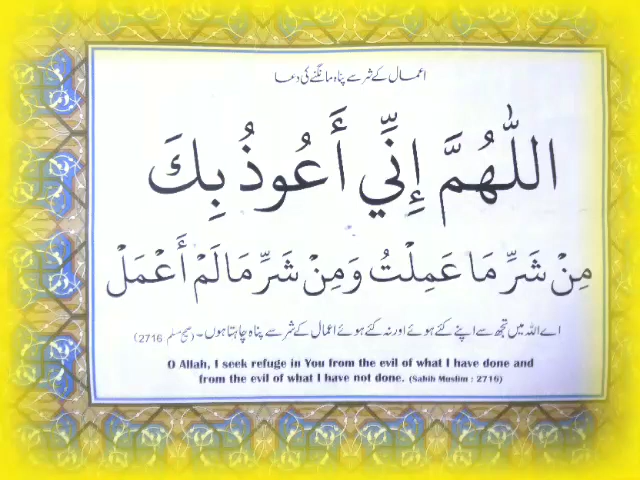 اعمال کے شر سے پناہ مانگنے کی دعا
اللّٰهُمَّ إِنِّي أَعُوذُ بِكَ
مِنْ شَرِّ مَا عَمِلْتُ وَمِنْ شَرِّ مَا لَمْ أَعْمَلْ
اے اللہ میں تجھ سے اپنے کئے ہوئے اور نہ کئے ہوئے اعمال کے شر سے پناہ چاہتا ہوں۔ (صحیح مسلم 2716)
O Allah, I seek refuge in You from the evil of what I have done and
from the evil of what I have not done. (Sahih Muslim : 2716)